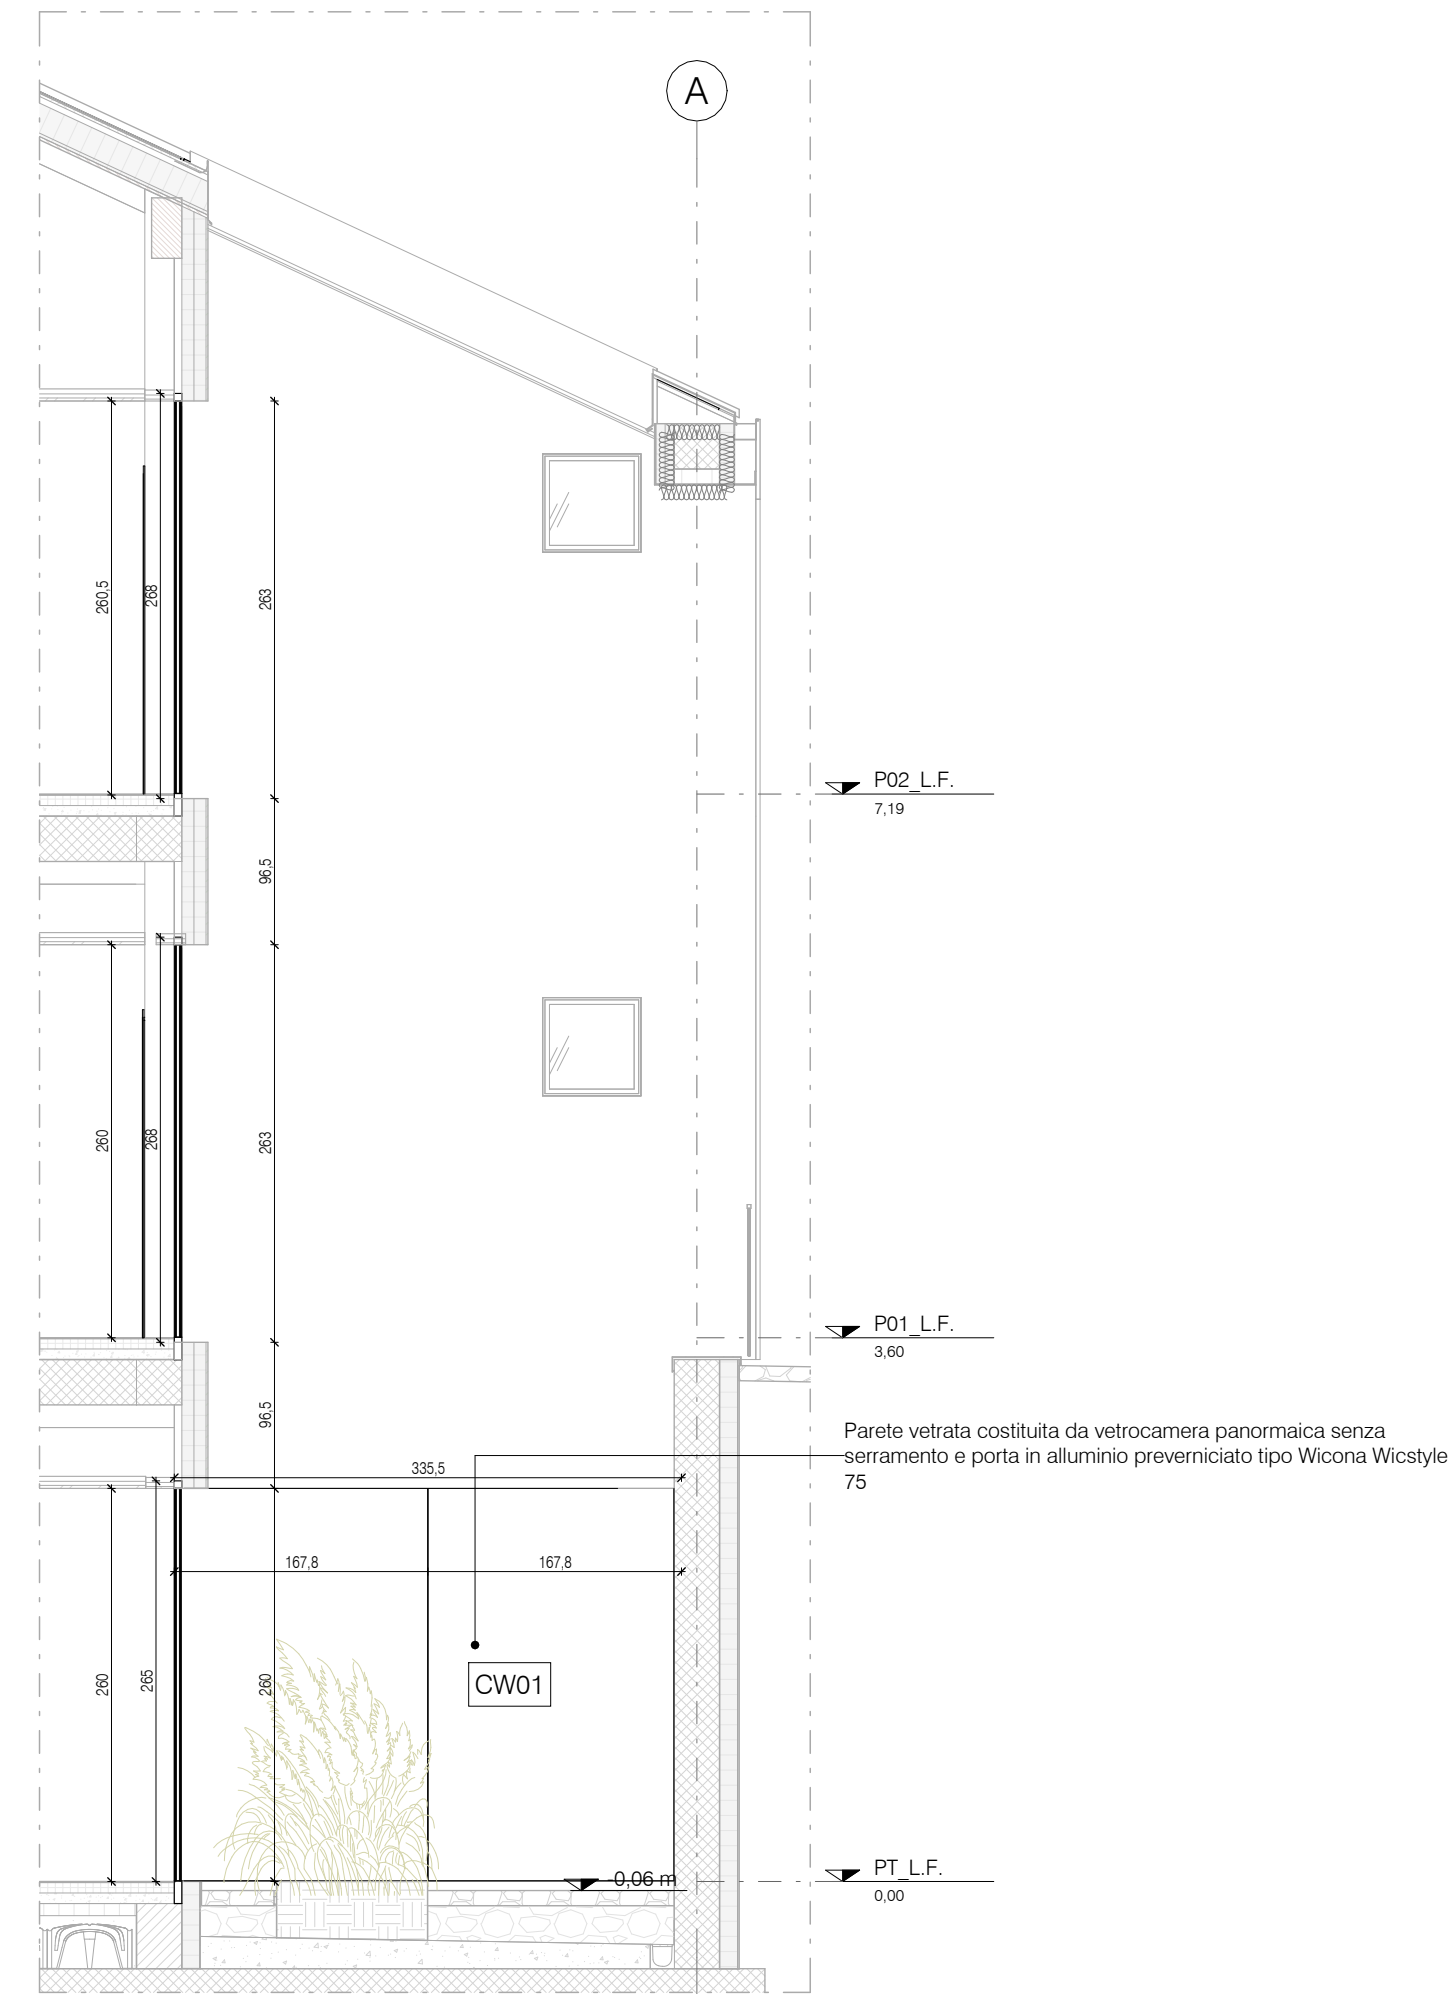 A
260,5
268
263
P02_L.F.
7,19
96,5
260
268
263
P01_L.F.
3,60
96,5
Parete vetrata costituita da vetrocamera panormaica senza
serramento e porta in alluminio preverniciato tipo Wicona Wicstyle
75
335,5
167,8
167,8
260
265
260
CW01
-0,06 m
PT_L.F.
0,00